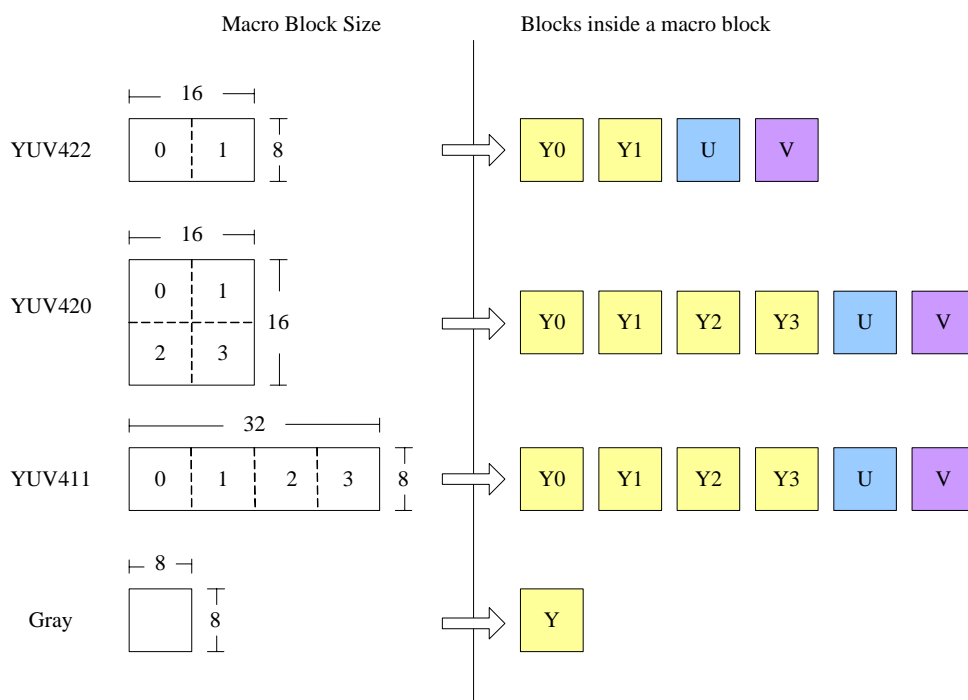 Macro Block Size
Blocks inside a macro block
16
YUV422
0 1
8
Y0 Y1 U V
16
YUV420
0 1
2 3
16
Y0 Y1 Y2 Y3 U V
32
YUV411
0 1 2 3
8
Y0 Y1 Y2 Y3 U V
8
Gray
8
Y